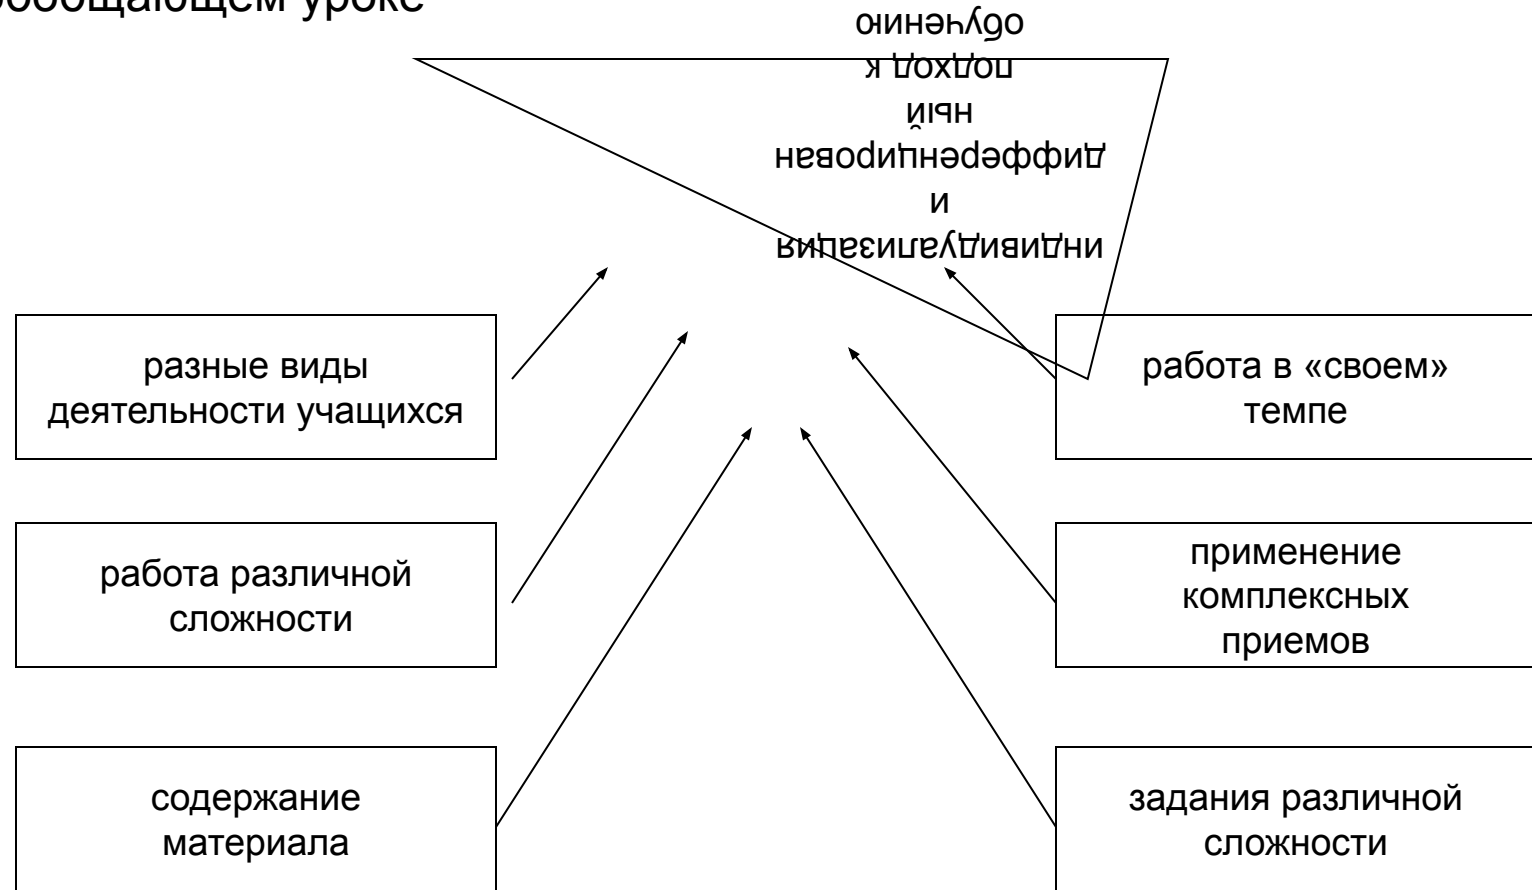 обобщающем уроке
индивидуализация
и
дифференцирован
ный
подход к
обучению
разные виды
деятельности учащихся
работа в «своем»
темпе
работа различной
сложности
применение
комплексных
приемов
содержание
материала
задания различной
сложности